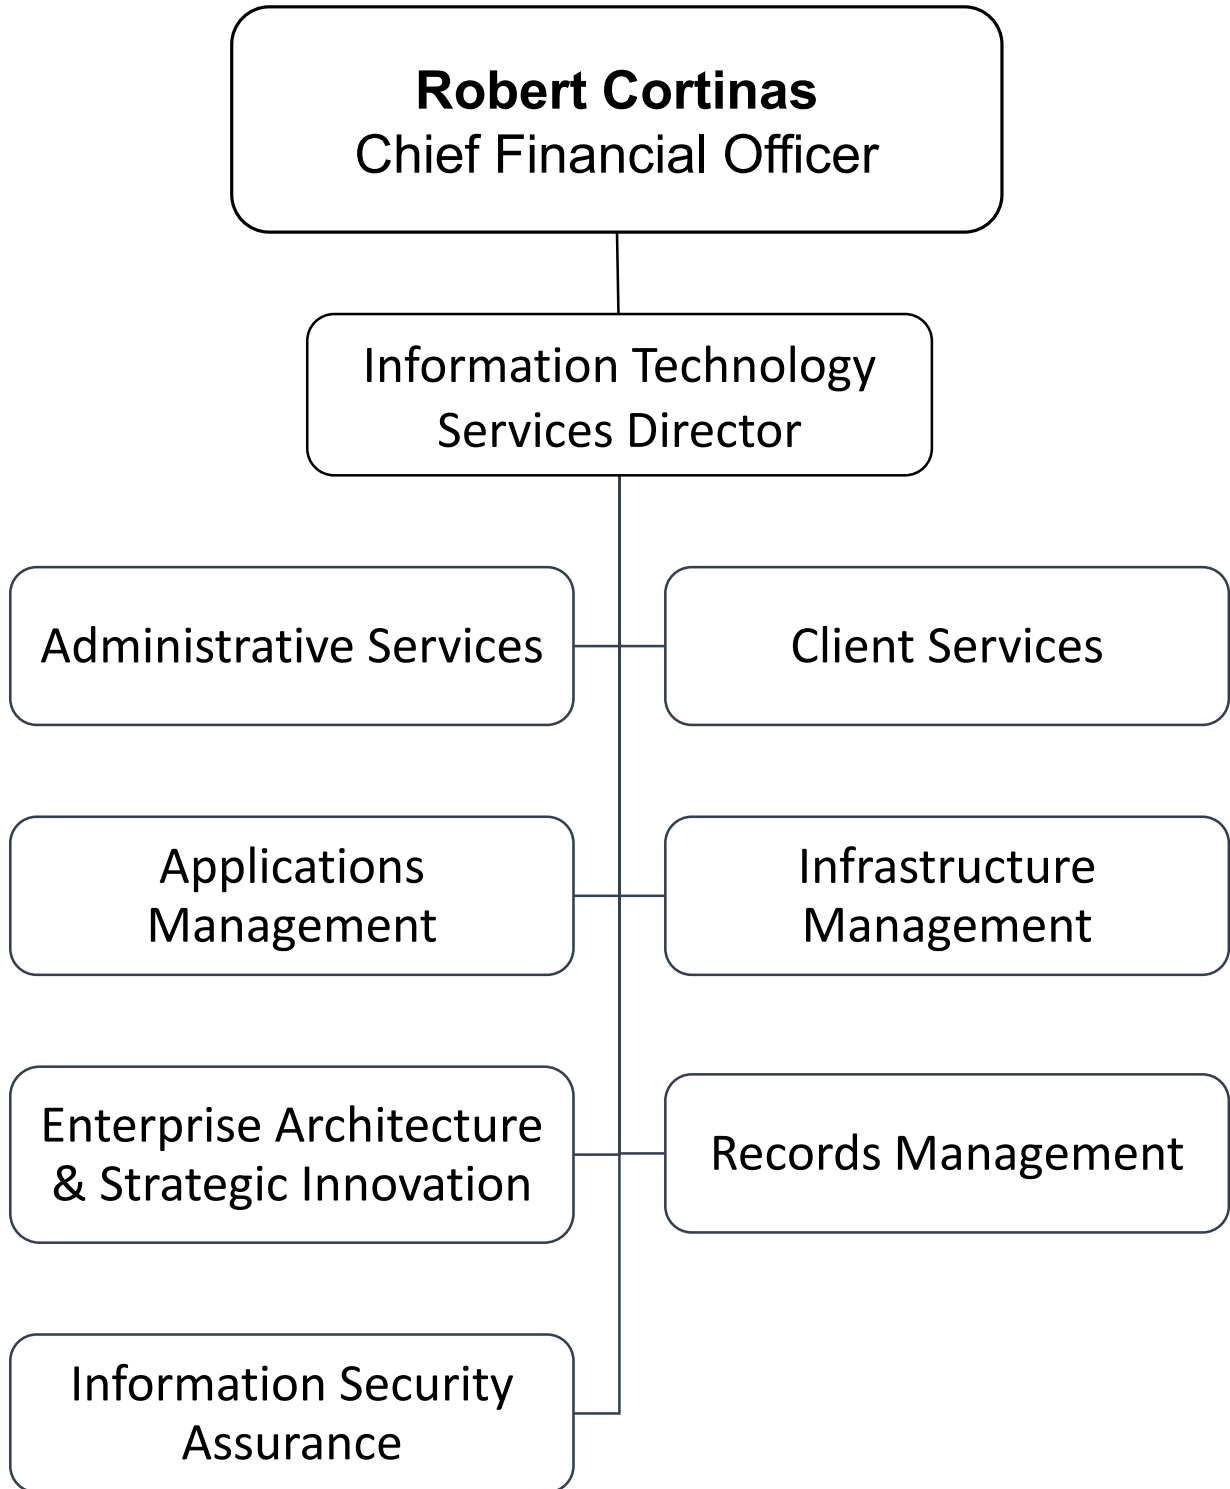 Robert Cortinas
Chief Financial Officer
Information Technology
Services Director
Administrative Services
Client Services
Applications
Management
Infrastructure
Management
Enterprise Architecture
& Strategic Innovation
Records Management
Information Security
Assurance